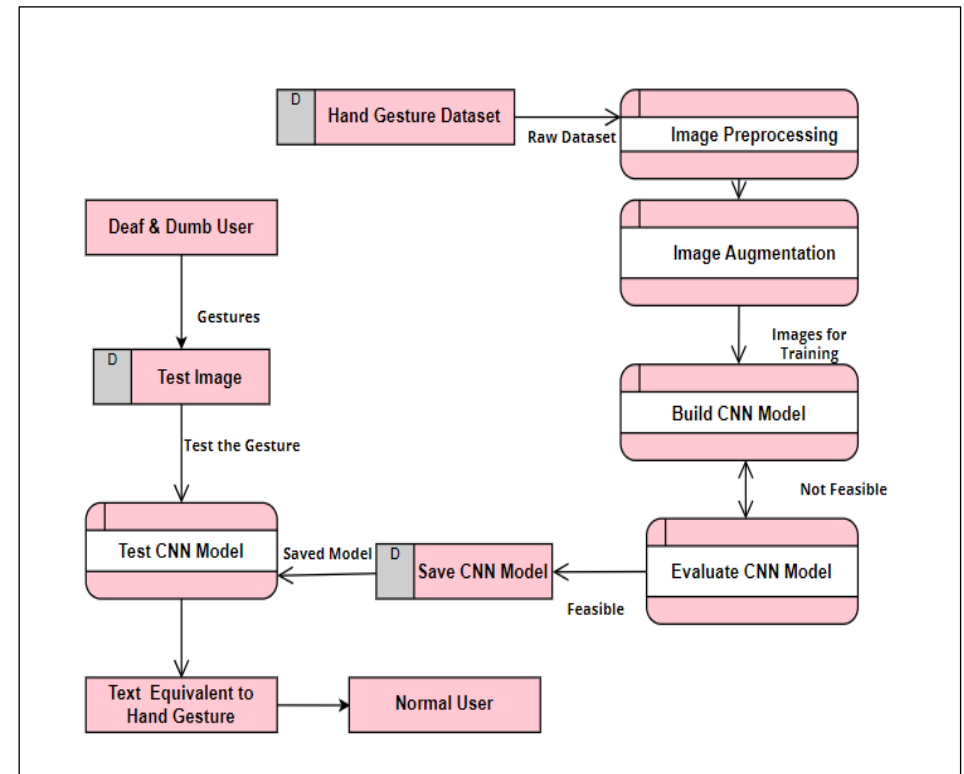 D
Hand Gesture Dataset
Raw Dataset
Image Preprocessing
Image Augmentation
Images for
Training
Build CNN Model
Not Feasible
Evaluate CNN Model
Feasible
D
Save CNN Model
Saved Model
Deaf & Dumb User
Gestures
D
Test Image
Test the Gesture
Test CNN Model
Text Equivalent to
Hand Gesture
Normal User